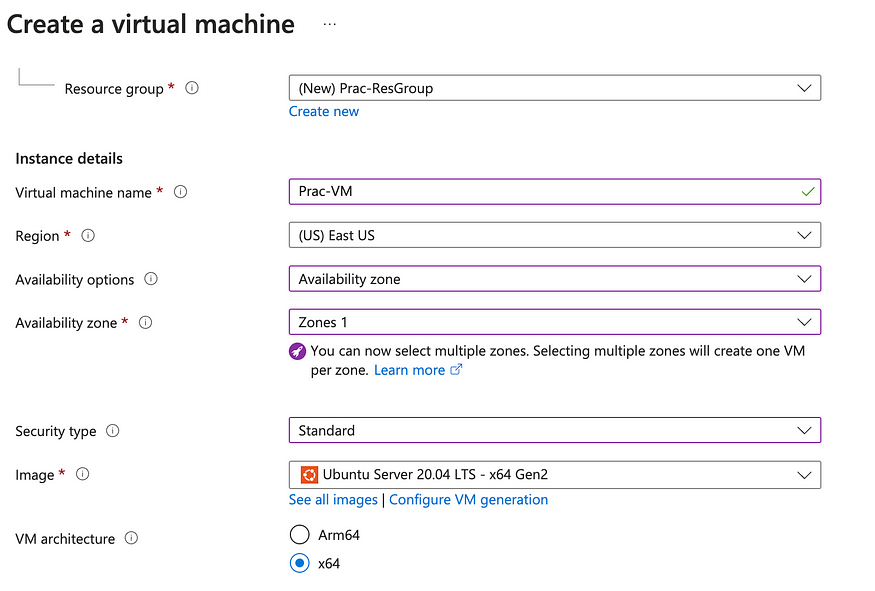 Create a virtual machine ...
Resource group *
(New) Prac-ResGroup
Create new
Instance details
Virtual machine name *
Prac-VM
Region *
(US) East US
Availability options
Availability zone
Availability zone *
Zones 1
You can now select multiple zones. Selecting multiple zones will create one VM
per zone. Learn more
Security type
Standard
Image *
Ubuntu Server 20.04 LTS - x64 Gen2
See all images | Configure VM generation
VM architecture
Arm64
x64